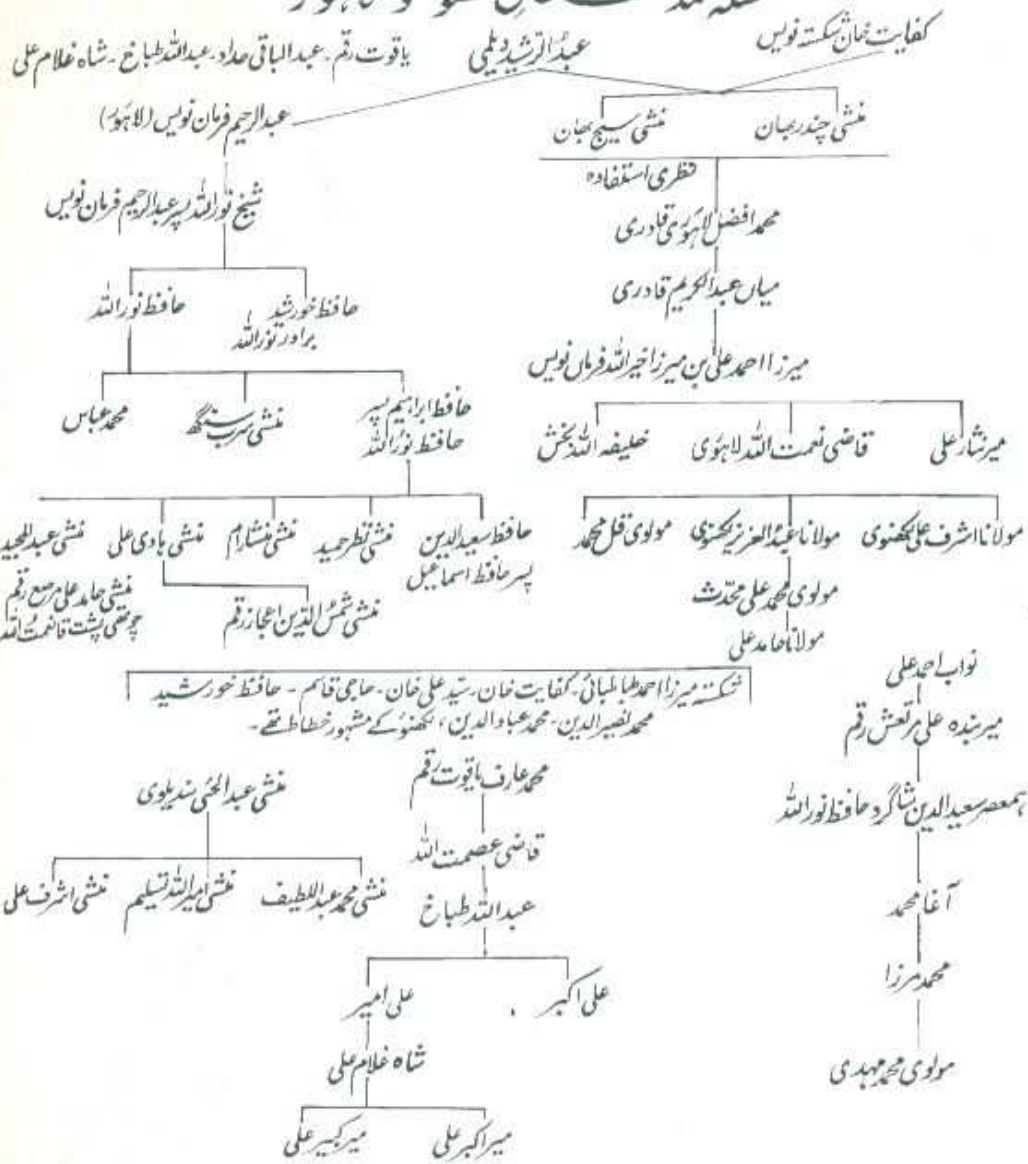 کفایت خان شکستہ نویس
عبدالرشید دیلمی
یاقوت رقم - عبدالباقی حداد - عبداللہ طباخ - شاہ غلام علی
منشی چندر بھان
منشی سیج بھان
عبدالرحیم فرمان نویس (لاہور)
نظری استفادہ
شیخ نوراللہ پسر عبدالرحیم فرمان نویس
محمد افضل لاہوری قادری
میاں عبدالکریم قادری
حافظ خورشید
برادر نوراللہ
حافظ نوراللہ
میرزا احمد علی بن میرزا خیراللہ فرماں نویس
حافظ ابراہیم پسر
حافظ نوراللہ
منشی سرب سنگھ
محمد عباس
میر نثار علی
قاضی نعمت اللہ لاہوری
خلیفہ اللہ بخش
مولانا اشرف علی لکھنوی
مولانا عبدالعزیز لکھنوی
مولوی قل محمد
حافظ سعیدالدین
پسر حافظ اسماعیل
منشی نظر حمید
منشی منشارام
منشی ہادی علی
منشی عبدالمجید
مولوی محمد علی محدث
مولانا حامد علی
منشی شمس الدین اعجاز رقم
منشی حامد علی مرصع رقم
چوتھی پشت قا نعمت اللہ
شکستہ میرزا احمد طباطبائی - کفایت خان - سید علی خان - حاجی قاسم - حافظ خورشید
محمد نصیرالدین - محمد عبادالدین، لکھنؤ کے مشہور خطاط تھے -
نواب احمد علی
میر بندہ علی مرتعش رقم
ہمعصر سعیدالدین شاگرد حافظ نوراللہ
آغا محمد
محمد مرزا
مولوی محمد مہدی
محمد عارف یاقوت رقم
قاضی عصمت اللہ
عبداللہ طباخ
علی اکبر
علی امیر
شاہ غلام علی
میر اکبر علی
میر کبیر علی
منشی عبدالحئی سندیلوی
منشی محمد عبداللطیف
منشی امیراللہ تسلیم
منشی اشرف علی